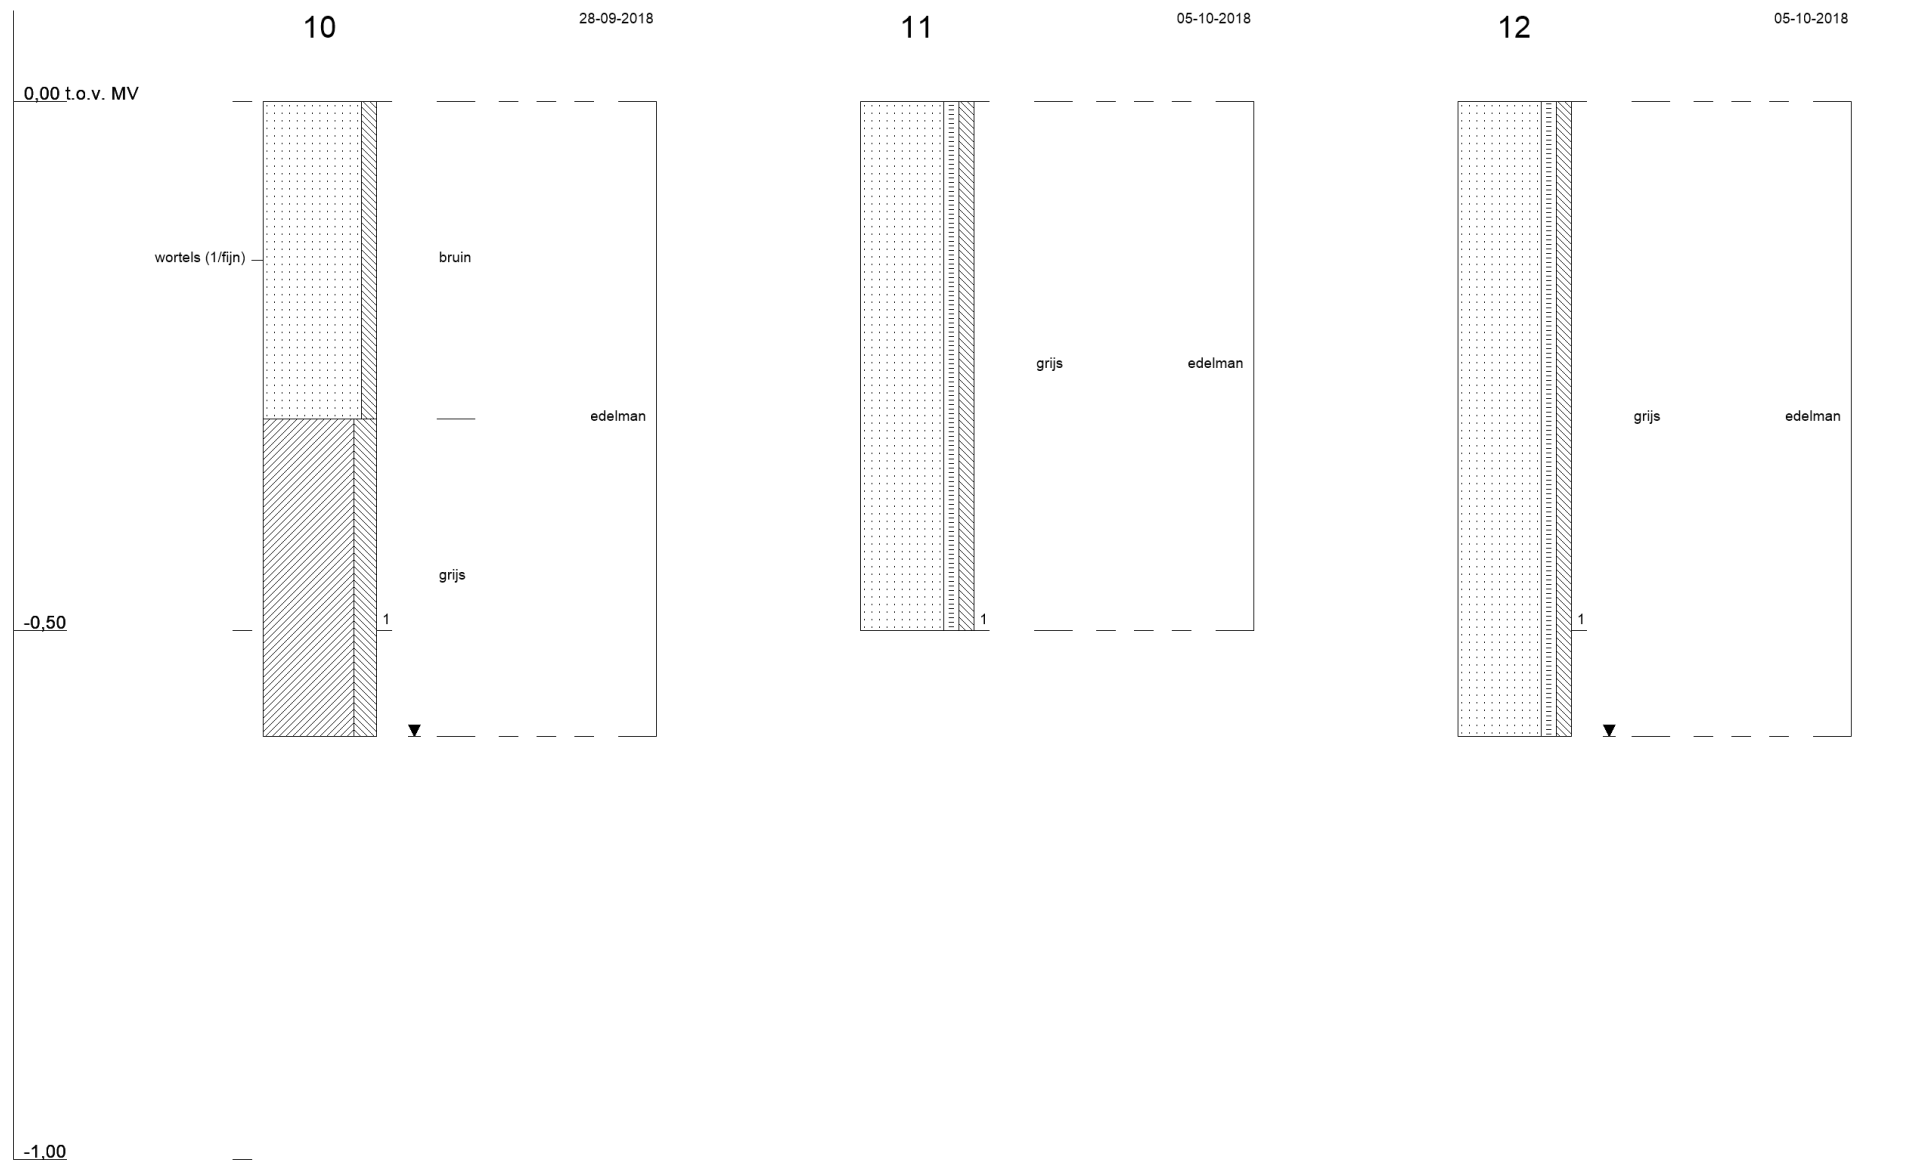 10
28-09-2018
11
05-10-2018
12
05-10-2018
0,00 t.o.v. MV
wortels (1/fijn)
bruin
grijs
edelman
edelman
grijs
edelman
grijs
-0,50
1
1
1
-1,00